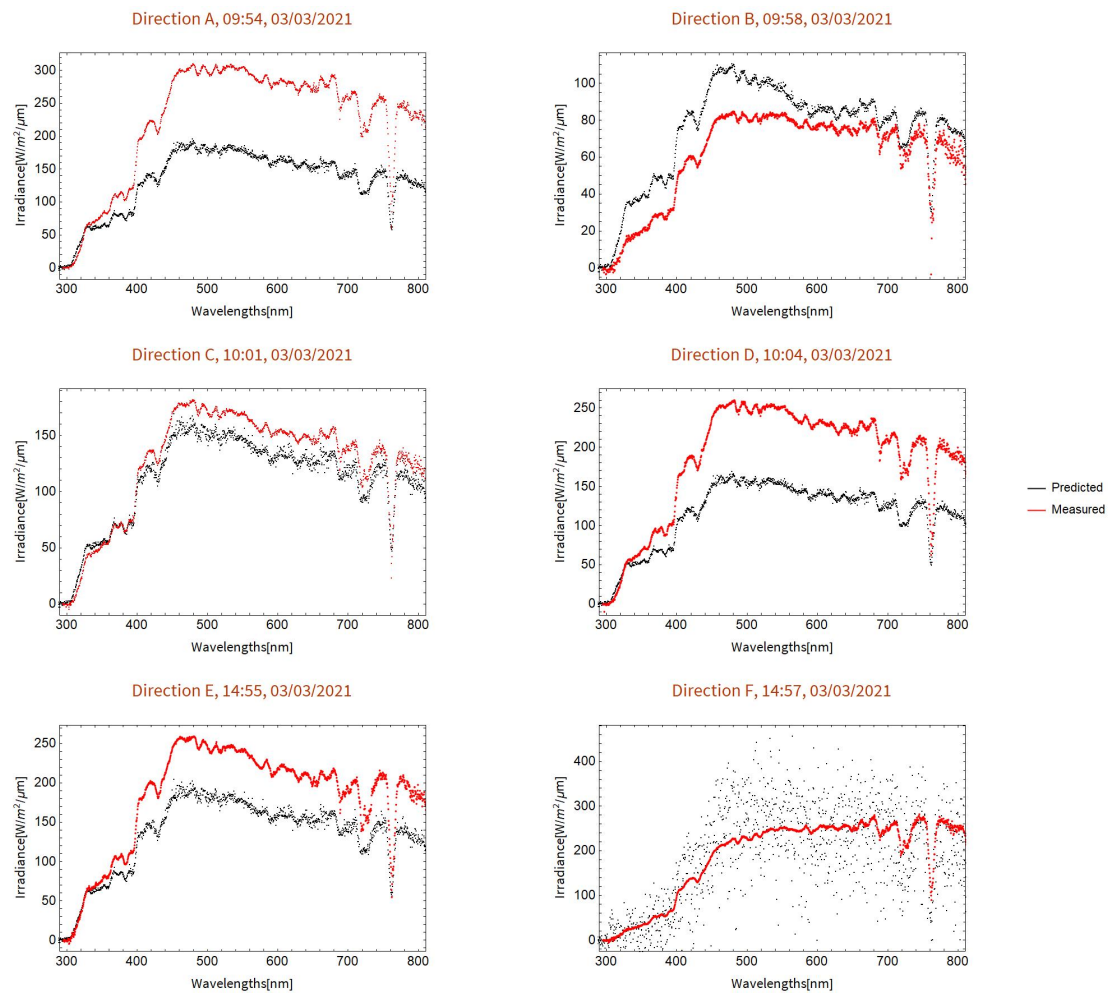 Direction A, 09:54, 03/03/2021
Irradiance[W/m²/μm]
300
250
200
150
100
50
0
300 400 500 600 700 800
Wavelengths[nm]
Direction B, 09:58, 03/03/2021
Irradiance[W/m²/μm]
100
80
60
40
20
0
300 400 500 600 700 800
Wavelengths[nm]
Direction C, 10:01, 03/03/2021
Irradiance[W/m²/μm]
150
100
50
0
300 400 500 600 700 800
Wavelengths[nm]
Direction D, 10:04, 03/03/2021
Irradiance[W/m²/μm]
250
200
150
100
50
0
300 400 500 600 700 800
Wavelengths[nm]
Predicted
Measured
Direction E, 14:55, 03/03/2021
Irradiance[W/m²/μm]
250
200
150
100
50
0
300 400 500 600 700 800
Wavelengths[nm]
Direction F, 14:57, 03/03/2021
Irradiance[W/m²/μm]
400
300
200
100
0
300 400 500 600 700 800
Wavelengths[nm]